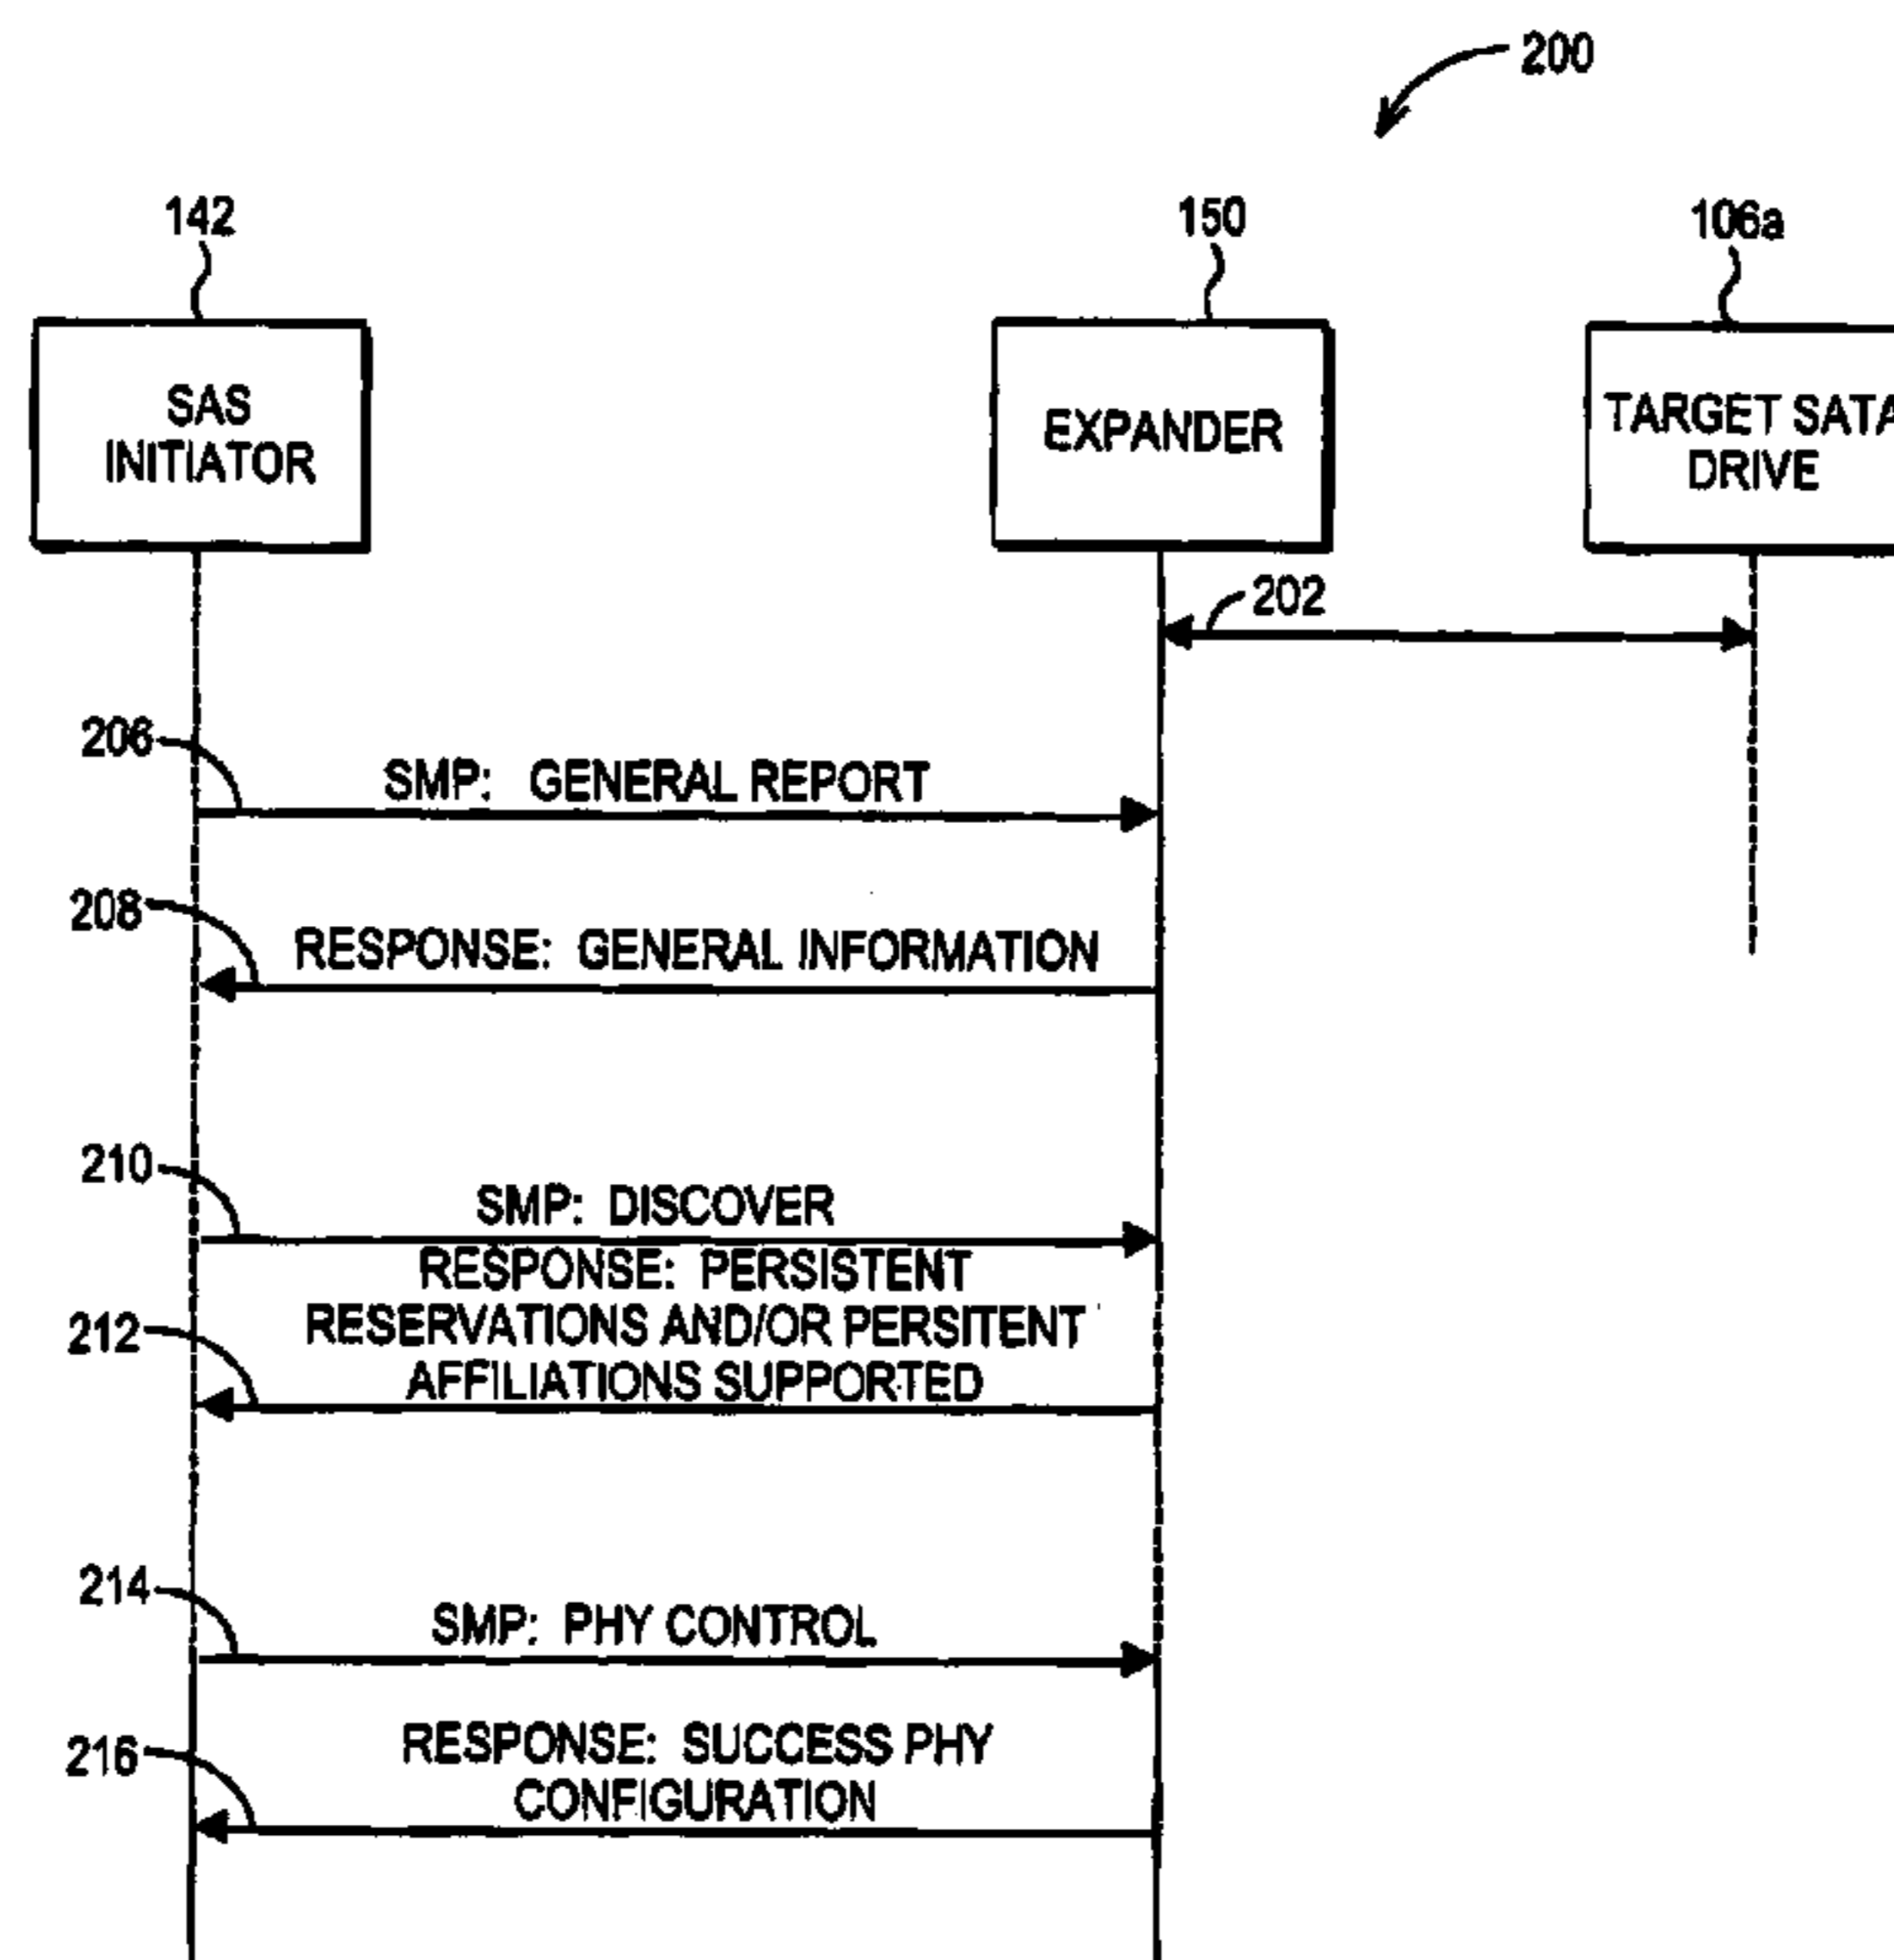 200
142
150
106a
SAS
INITIATOR
EXPANDER
TARGET SATA
DRIVE
202
206
SMP: GENERAL REPORT
208
RESPONSE: GENERAL INFORMATION
210
SMP: DISCOVER
RESPONSE: PERSISTENT
RESERVATIONS AND/OR PERSITENT
AFFILIATIONS SUPPORTED
212
214
SMP: PHY CONTROL
216
RESPONSE: SUCCESS PHY
CONFIGURATION